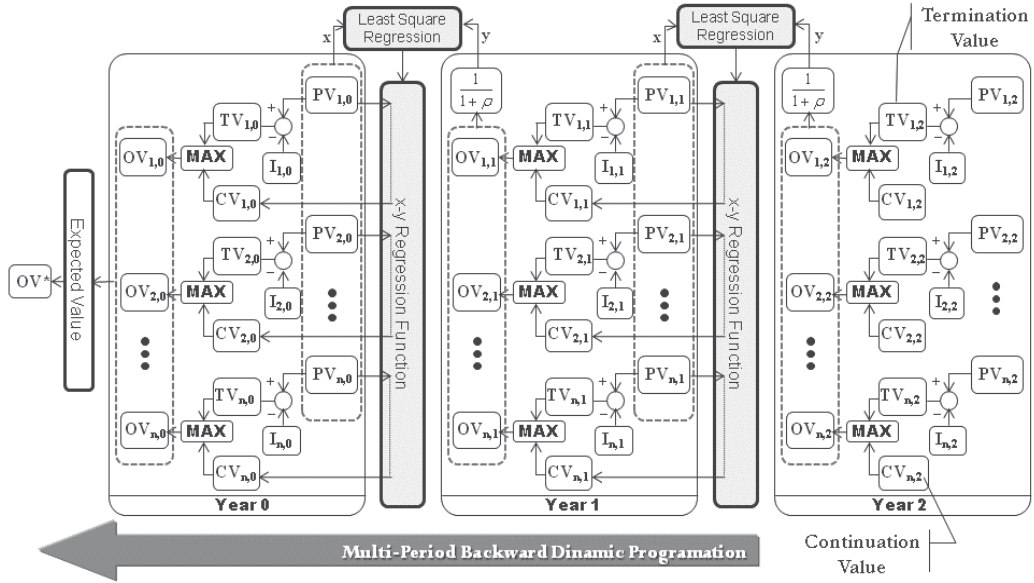 Least Square
Regression
Least Square
Regression
Termination
Value
x
y
x
y
1
1 + ρ
1
1 + ρ
PV1,0
PV1,1
PV1,2
TV1,0
+
−
TV1,1
+
−
TV1,2
+
−
OV1,0
MAX
I1,0
OV1,1
MAX
I1,1
OV1,2
MAX
I1,2
CV1,0
CV1,1
CV1,2
PV2,0
PV2,1
PV2,2
TV2,0
+
−
TV2,1
+
−
TV2,2
+
−
OV*
Expected Value
OV2,0
MAX
I2,0
x-y Regression Function
OV2,1
MAX
I2,1
x-y Regression Function
OV2,2
MAX
I2,2
CV2,0
CV2,1
CV2,2
PVn,0
PVn,1
PVn,2
TVn,0
+
−
TVn,1
+
−
TVn,2
+
−
OVn,0
MAX
In,0
OVn,1
MAX
In,1
OVn,2
MAX
In,2
CVn,0
CVn,1
CVn,2
Year 0
Year 1
Year 2
Multi-Period Backward Dinamic Programation
Continuation
Value